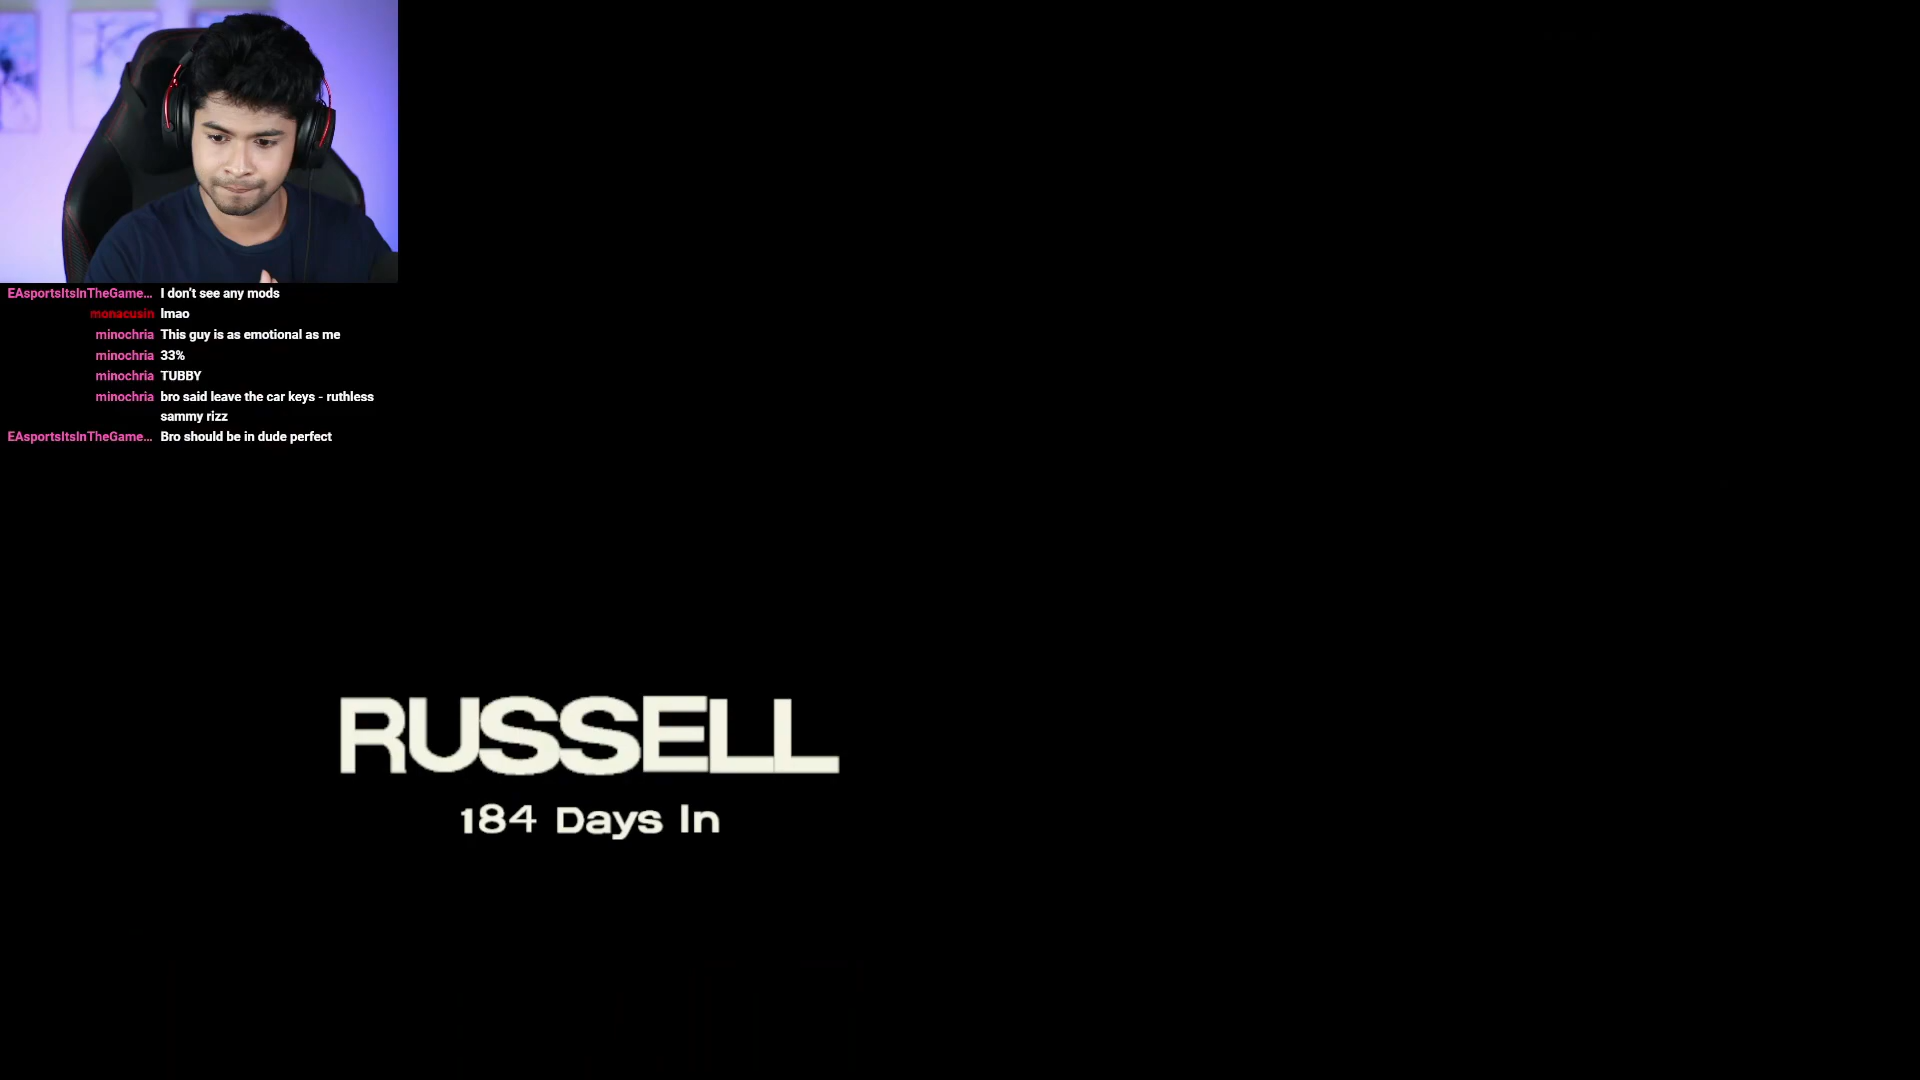 EAsportsItsInTheGame... I don't see any mods
monacusin lmao
minochria This guy is as emotional as me
minochria 33%
minochria TUBBY
minochria bro said leave the car keys - ruthless
sammy rizz
EAsportsItsInTheGame... Bro should be in dude perfect
RUSSELL
184 Days In